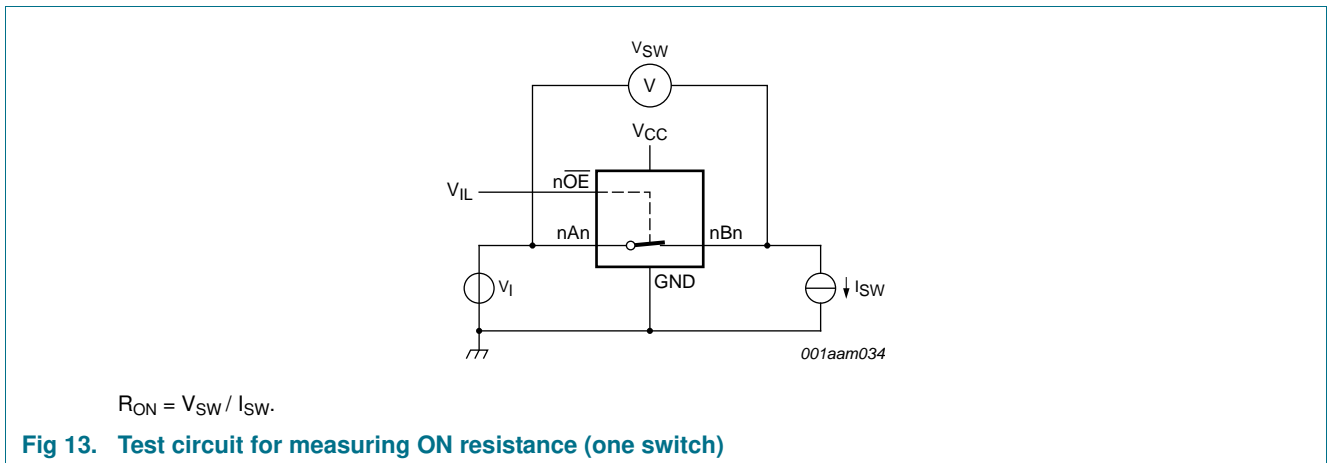 VSW
V
VCC
nOE
VIL
nAn
nBn
GND
VI
ISW
001aam034
RON = VSW / ISW.
Fig 13. Test circuit for measuring ON resistance (one switch)